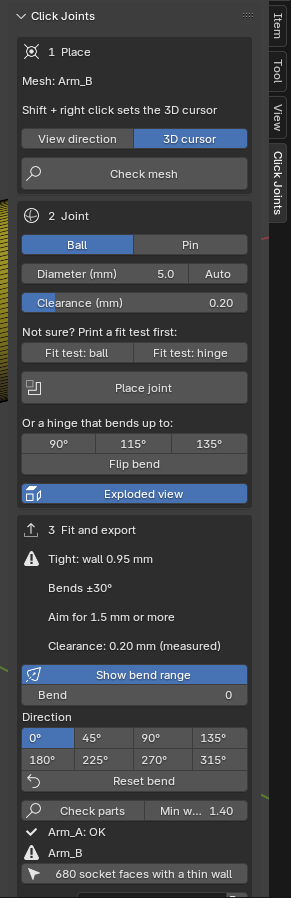 Click Joints
Item
Tool
View
Click Joints
1 Place
Mesh: Arm_B
Shift + right click sets the 3D cursor
View direction 3D cursor
Check mesh
2 Joint
Ball Pin
Diameter (mm) 5.0 Auto
Clearance (mm) 0.20
Not sure? Print a fit test first:
Fit test: ball Fit test: hinge
Place joint
Or a hinge that bends up to:
90° 115° 135°
Flip bend
Exploded view
3 Fit and export
Tight: wall 0.95 mm
Bends ±30°
Aim for 1.5 mm or more
Clearance: 0.20 mm (measured)
Show bend range
Bend 0
Direction
0° 45° 90° 135°
180° 225° 270° 315°
Reset bend
Check parts Min w... 1.40
Arm_A: OK
Arm_B
680 socket faces with a thin wall